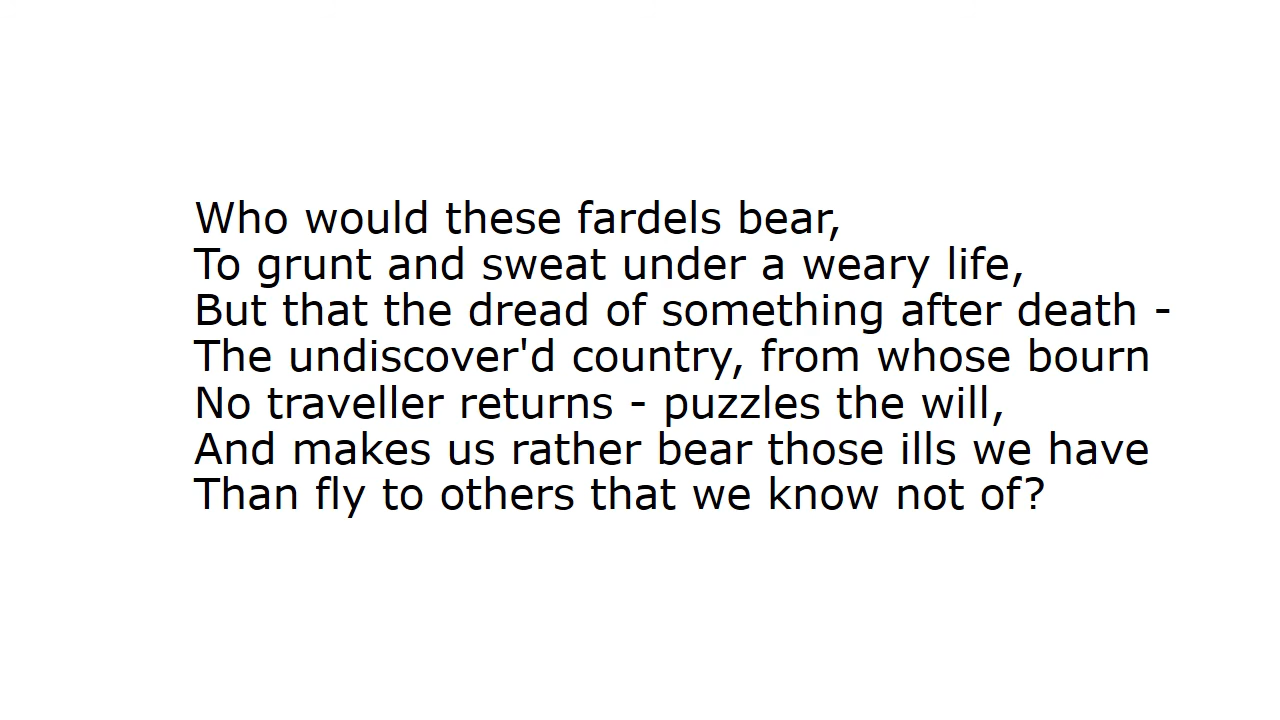 Who would these fardels bear,
To grunt and sweat under a weary life,
But that the dread of something after death -
The undiscover'd country, from whose bourn
No traveller returns - puzzles the will,
And makes us rather bear those ills we have
Than fly to others that we know not of?